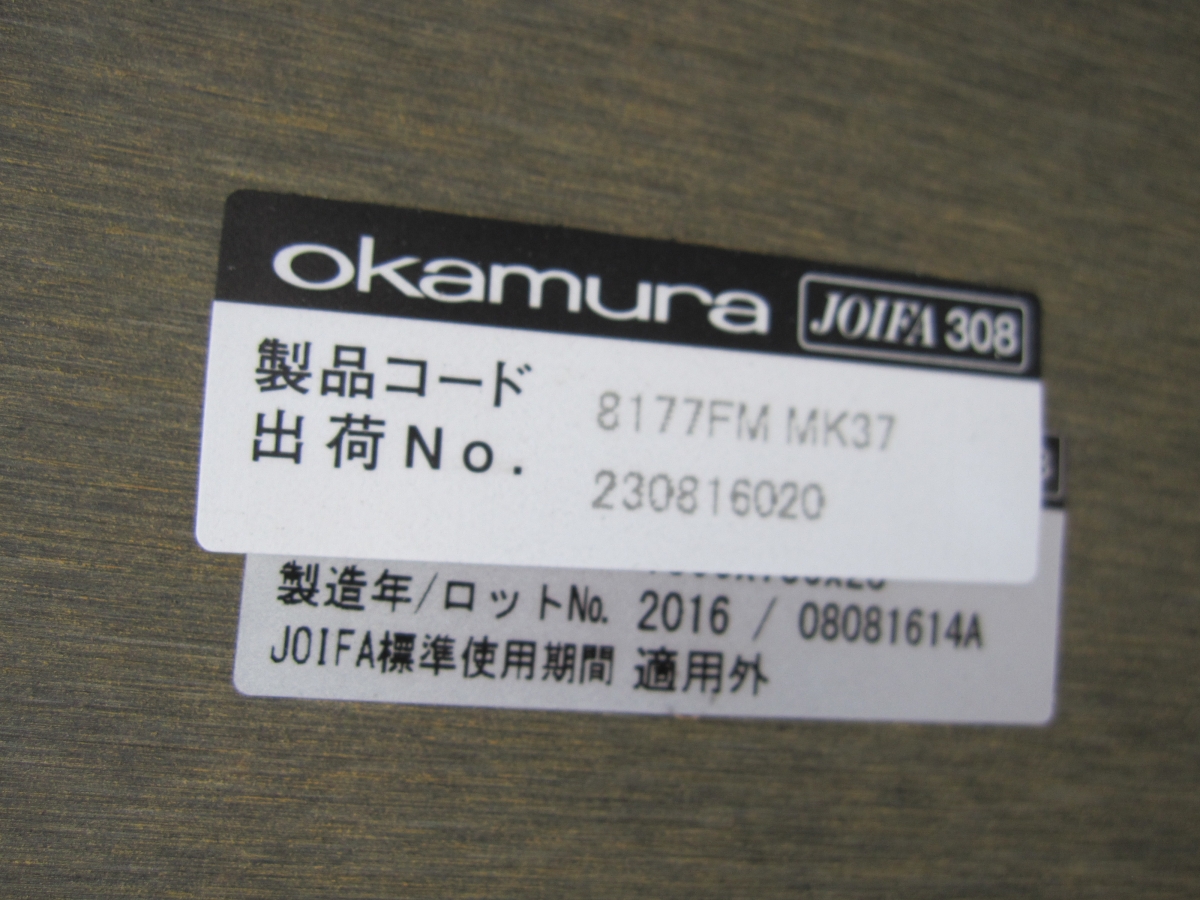 okamura JOIFA 308
製品コード 8177FM MK37
出荷No. 230816020
製造年/ロットNo. 2016 / 08081614A
JOIFA標準使用期間 適用外